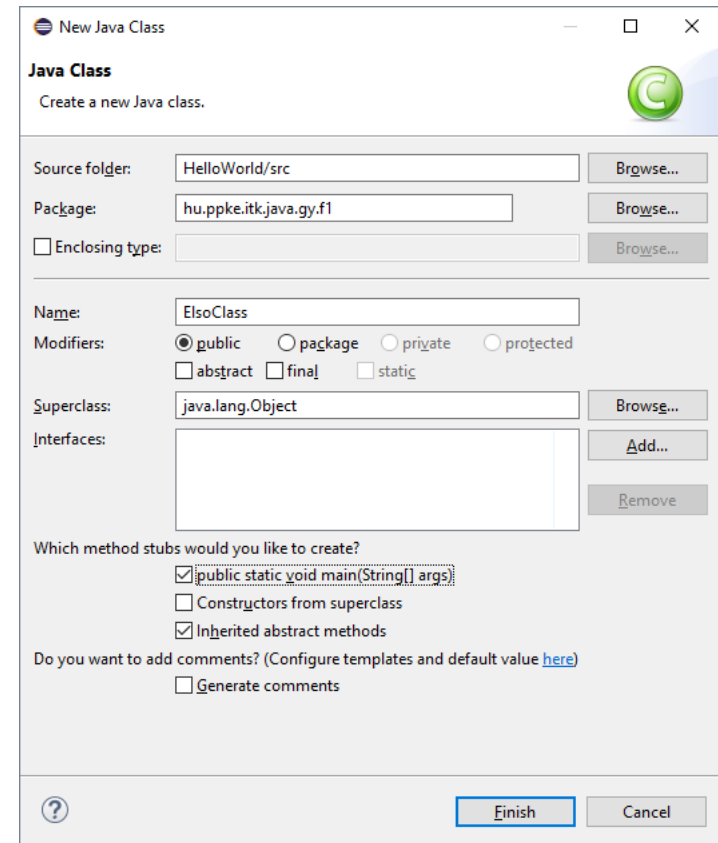 New Java Class
Java Class
Create a new Java class.
C
Source folder: HelloWorld/src Browse...
Package: hu.ppke.itk.java.gy.f1 Browse...
Enclosing type: Browse...
Name: ElsoClass
Modifiers: public package private protected
abstract final static
Superclass: java.lang.Object Browse...
Interfaces: Add...
Remove
Which method stubs would you like to create?
public static void main(String[] args)
Constructors from superclass
Inherited abstract methods
Do you want to add comments? (Configure templates and default value here)
Generate comments
? Finish Cancel